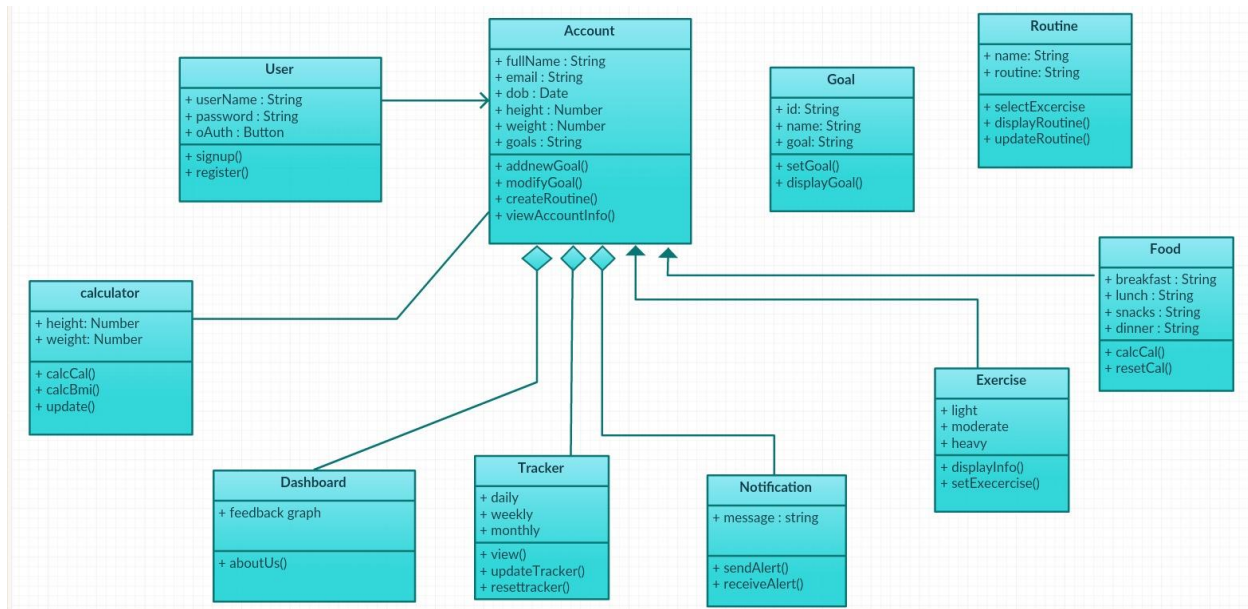 Account
+ fullName : String
+ email : String
+ dob : Date
+ height : Number
+ weight : Number
+ goals : String
+ addnewGoal()
+ modifyGoal()
+ createRoutine()
+ viewAccountInfo()
User
+ userName : String
+ password : String
+ oAuth : Button
+ signup()
+ register()
Goal
+ id: String
+ name: String
+ goal: String
+ setGoal()
+ displayGoal()
Routine
+ name: String
+ routine: String
+ selectExcercise
+ displayRoutine()
+ updateRoutine()
calculator
+ height: Number
+ weight: Number
+ calcCal()
+ calcBmi()
+ update()
Food
+ breakfast : String
+ lunch : String
+ snacks : String
+ dinner : String
+ calcCal()
+ resetCal()
Exercise
+ light
+ moderate
+ heavy
+ displayInfo()
+ setExecercise()
Dashboard
+ feedback graph
+ aboutUs()
Tracker
+ daily
+ weekly
+ monthly
+ view()
+ updateTracker()
+ resettracker()
Notification
+ message : string
+ sendAlert()
+ receiveAlert()